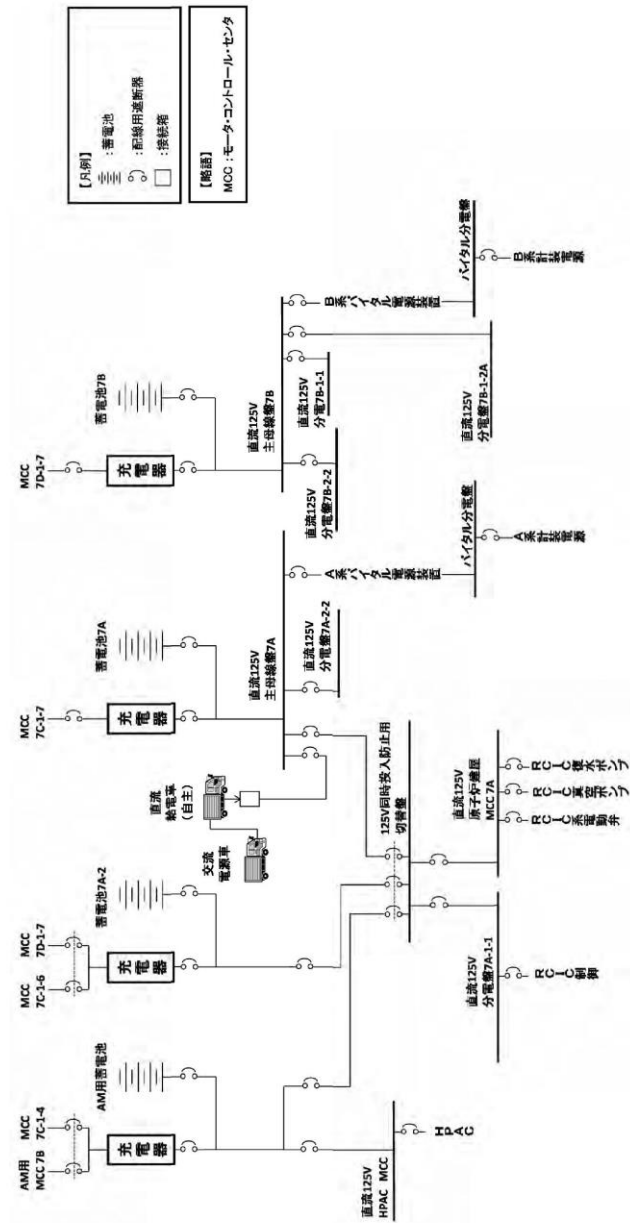 【凡例】
：蓄電池
：配線用遮断器
：接続箱
【略語】
MCC：モータ・コントロール・センタ
AM用
MCC 7B
MCC
7C-1-4
MCC
7C-1-6
MCC
7D-1-7
MCC
7C-1-7
MCC
7D-1-7
充電器
AM用蓄電池
充電器
蓄電池7A-2
充電器
蓄電池7A
充電器
蓄電池7B
交流
電源車
直流
給電車
(自主)
直流125V
主母線盤7A
直流125V
主母線盤7B
直流125V
分電盤7A-2-2
A系バイタル電源装置
直流125V
分電盤7B-2-2
直流125V
分電7B-1-1
B系バイタル電源装置
125V同時投入防止用
切替盤
直流125V
HPAC MCC
HPAC
直流125V
分電盤7A-1-1
RCIC制御
直流125V
原子炉建屋
MCC 7A
RCIC系電動弁
RCIC真空ポンプ
RCIC復水ポンプ
バイタル分電盤
A系計装電源
直流125V
分電盤7B-1-2A
バイタル分電盤
B系計装電源